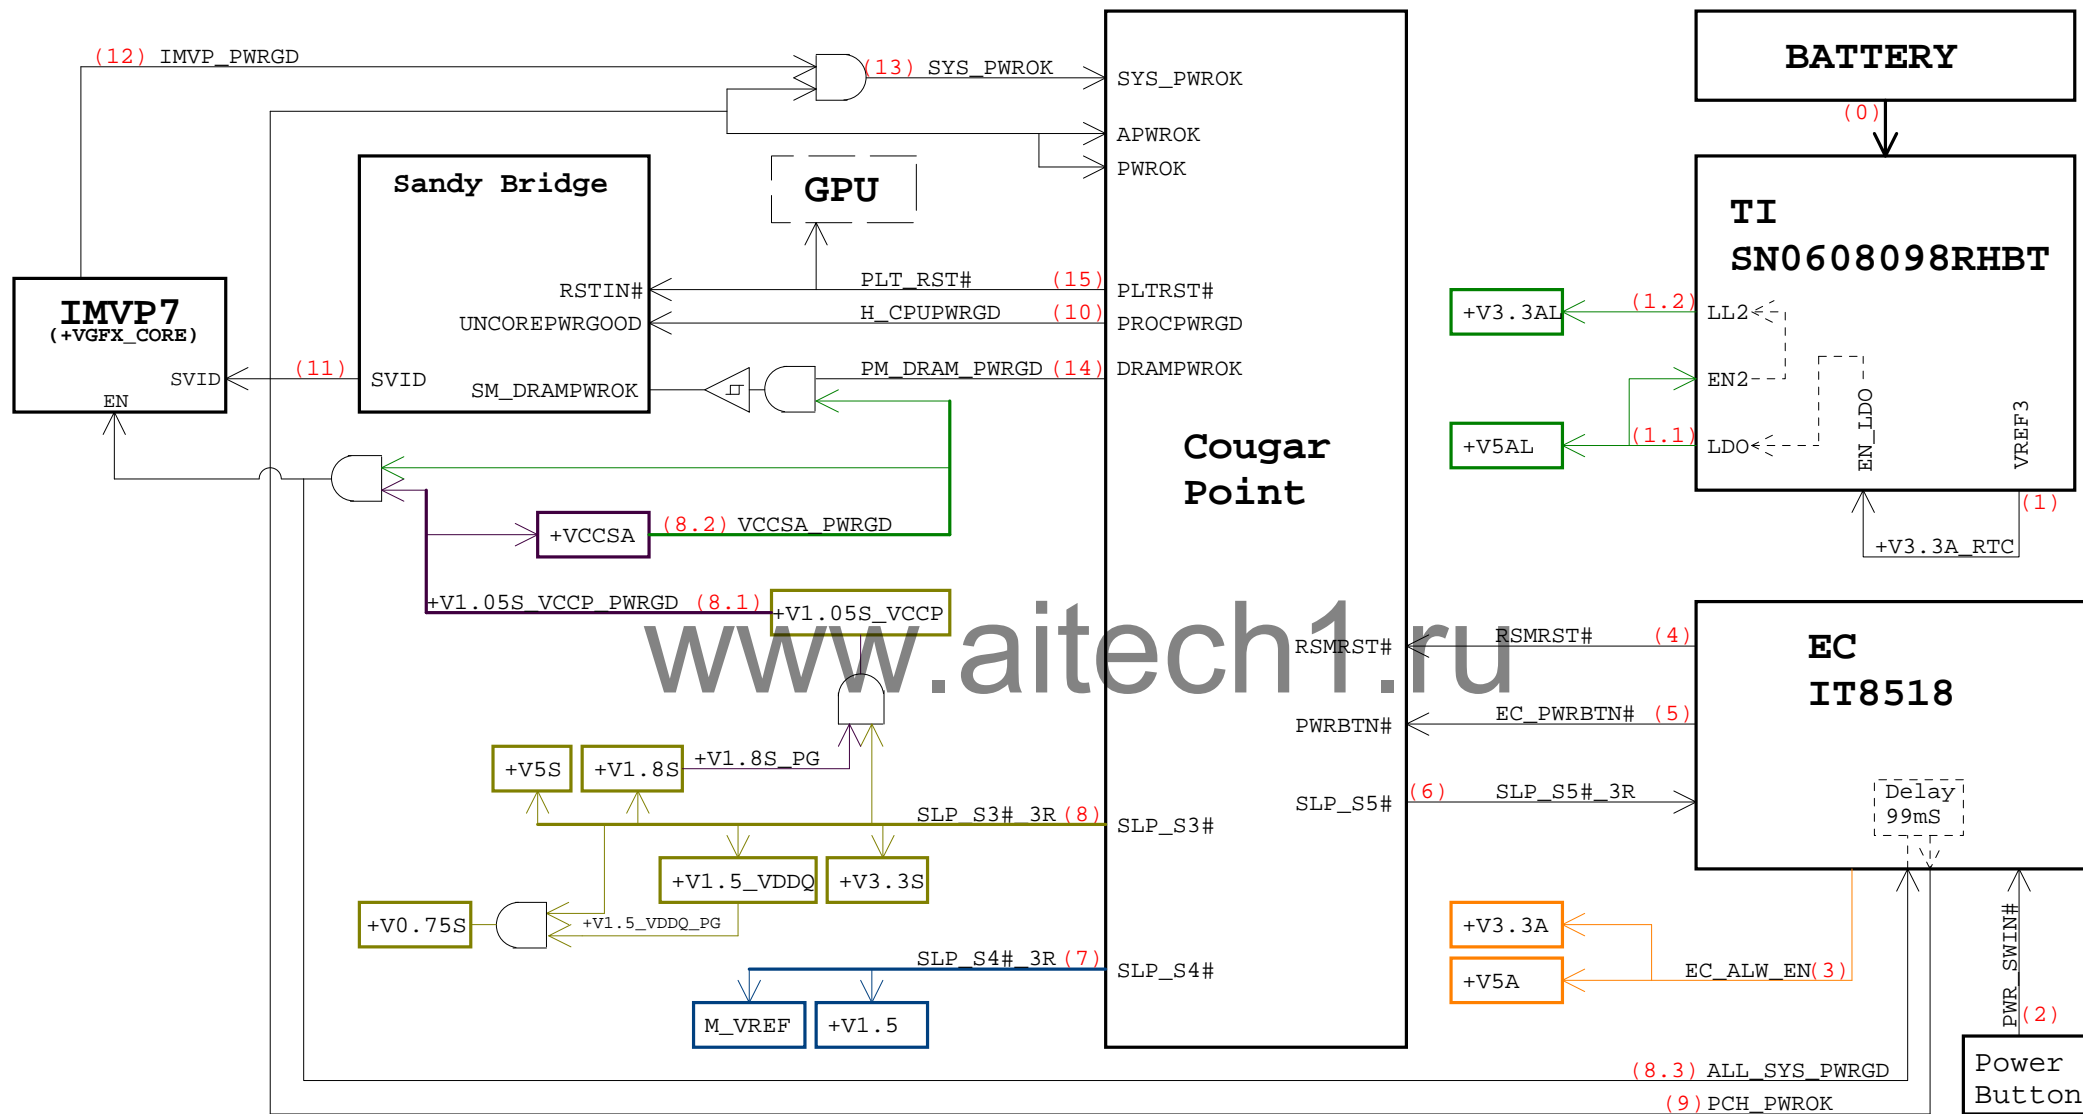 (12) IMVP_PWRGD
(13) SYS_PWROK
SYS_PWROK
APWROK
PWROK
BATTERY
(0)
Sandy Bridge
GPU
TI
SN0608098RHBT
IMVP7
(+VGFX_CORE)
SVID
EN
(11)
SVID
RSTIN#
UNCOREPWRGOOD
SM_DRAMPWROK
PLT_RST# (15)
PLTRST#
H_CPUPWRGD (10)
PROCPWRGD
PM_DRAM_PWRGD (14)
DRAMPWROK
Cougar
Point
+V3.3AL
(1.2)
LL2
EN2
+V5AL
(1.1)
LDO
EN_LDO
VREF3
(1)
+V3.3A_RTC
+VCCSA
(8.2) VCCSA_PWRGD
+V1.05S_VCCP_PWRGD (8.1)
+V1.05S_VCCP
www.aitech1.ru
RSMRST#
RSMRST# (4)
EC
IT8518
PWRBTN#
EC_PWRBTN# (5)
+V5S
+V1.8S
+V1.8S_PG
SLP_S5#
(6) SLP_S5#_3R
Delay
99mS
SLP_S3#_3R (8)
SLP_S3#
+V1.5_VDDQ
+V3.3S
+V0.75S
+V1.5_VDDQ_PG
+V3.3A
+V5A
EC_ALW_EN(3)
SLP_S4#_3R (7)
SLP_S4#
M_VREF
+V1.5
PWR_SWIN#
(2)
Power
Button
(8.3) ALL_SYS_PWRGD
(9) PCH_PWROK